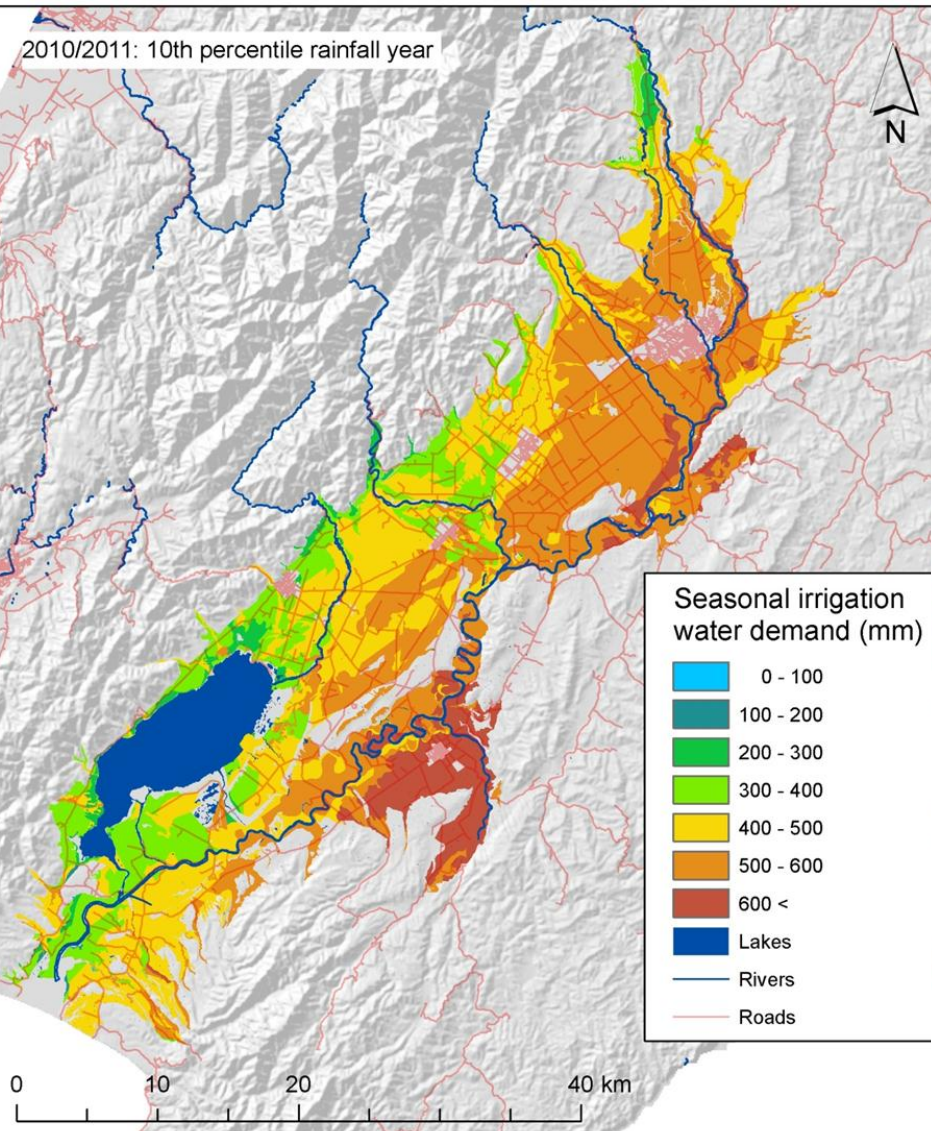 2010/2011: 10th percentile rainfall year
N
Seasonal irrigation
water demand (mm)
0 - 100
100 - 200
200 - 300
300 - 400
400 - 500
500 - 600
600 <
Lakes
Rivers
Roads
0 10 20 40 km